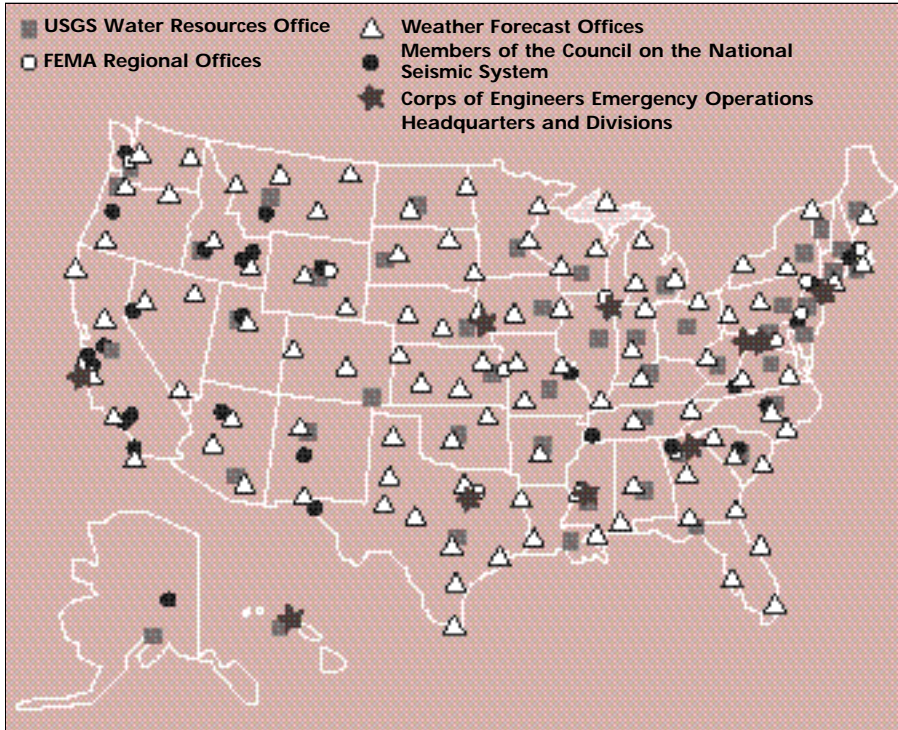 USGS Water Resources Office
FEMA Regional Offices
Weather Forecast Offices
Members of the Council on the National
Seismic System
Corps of Engineers Emergency Operations
Headquarters and Divisions